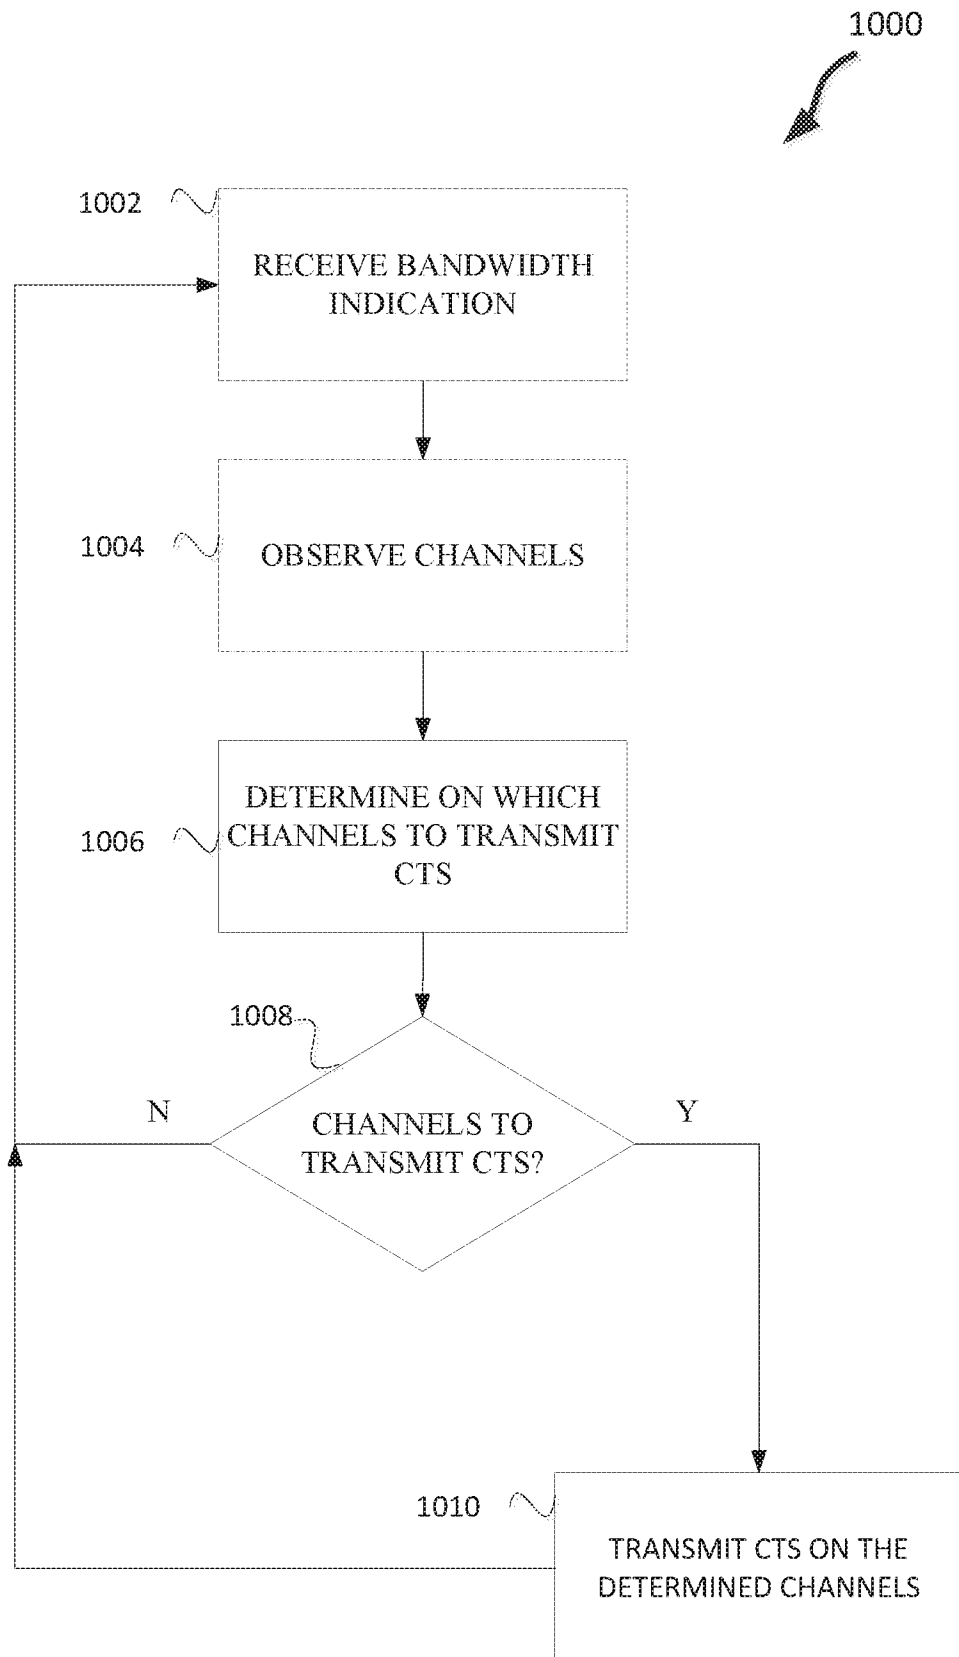 1000
1002
RECEIVE BANDWIDTH
INDICATION
1004
OBSERVE CHANNELS
1006
DETERMINE ON WHICH
CHANNELS TO TRANSMIT
CTS
1008
N
CHANNELS TO
TRANSMIT CTS?
Y
1010
TRANSMIT CTS ON THE
DETERMINED CHANNELS